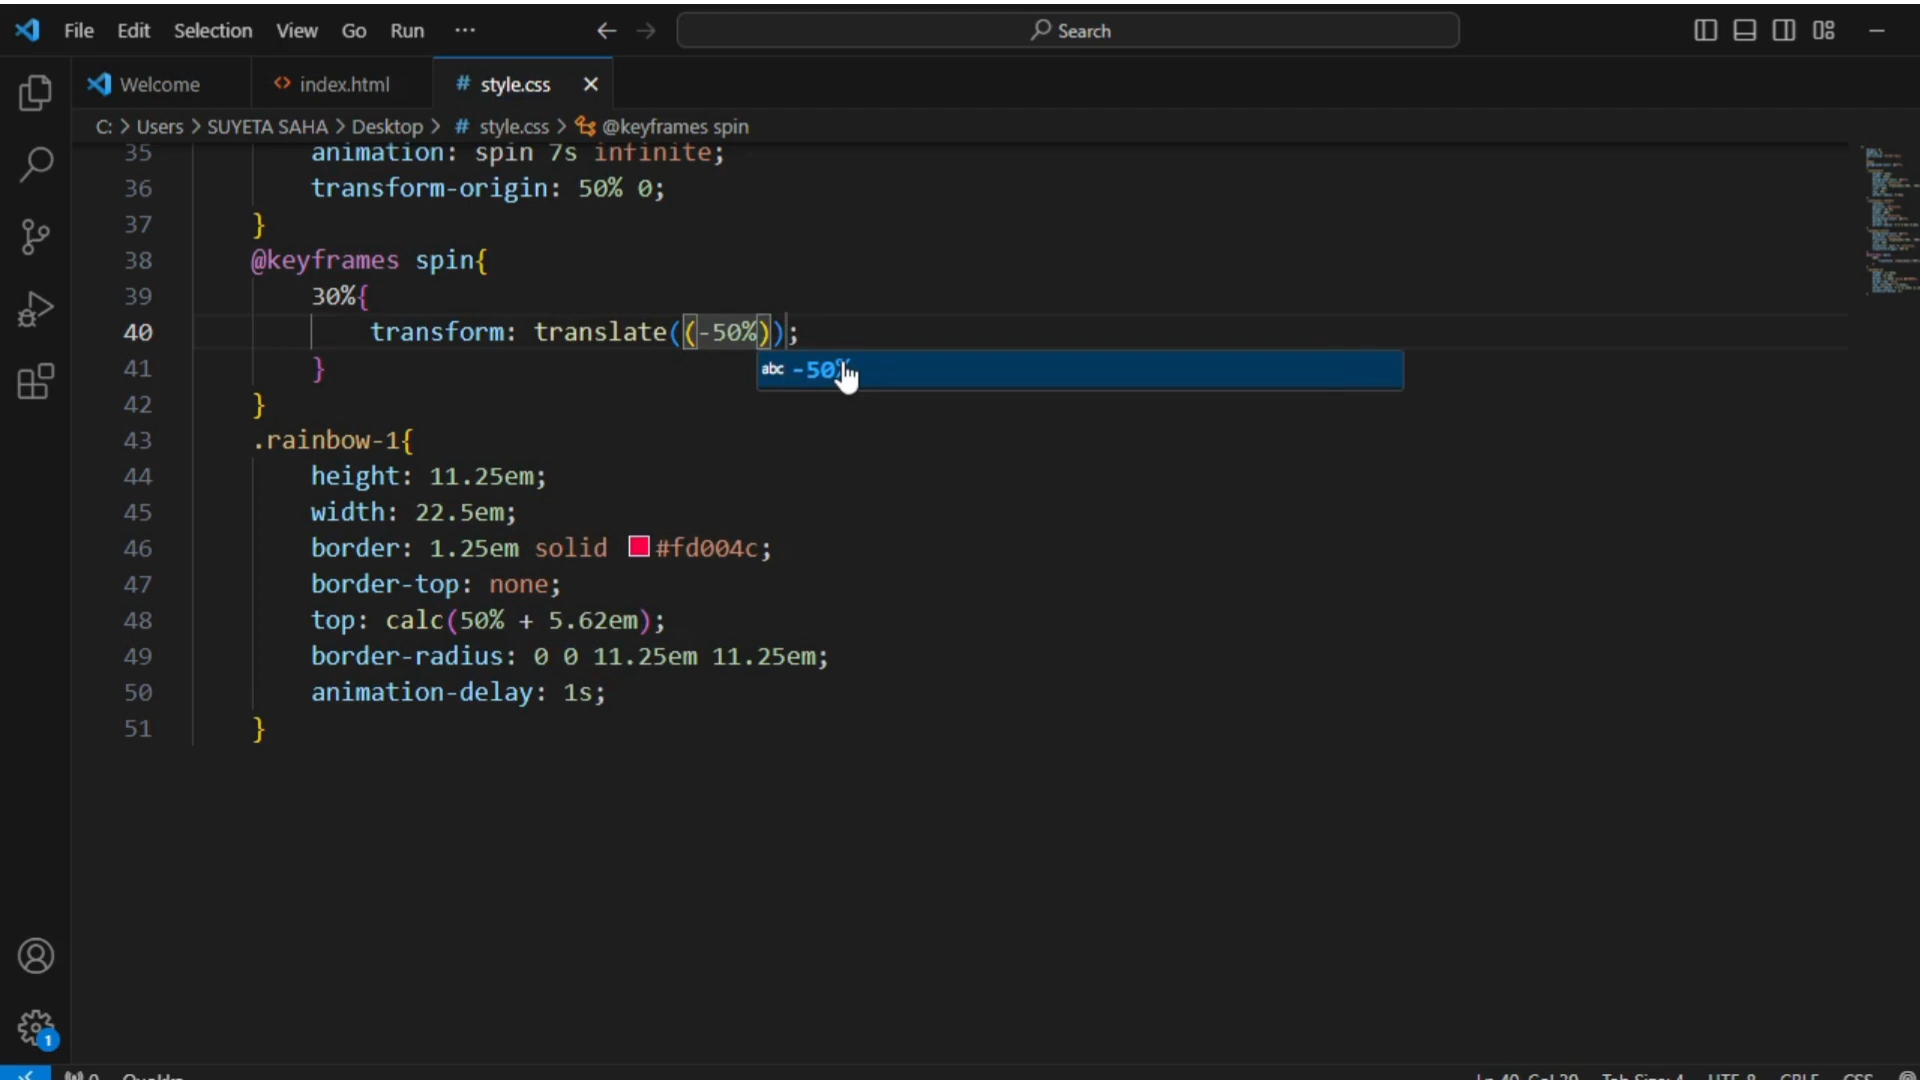 File Edit Selection View Go Run ··· Search
Welcome index.html # style.css
C: > Users > SUYETA SAHA > Desktop > # style.css > @keyframes spin
35 animation: spin 7s infinite;
36 transform-origin: 50% 0;
37 }
38 @keyframes spin{
39 30%{
40 transform: translate((-50%));
abc -50%
41 }
42 }
43 .rainbow-1{
44 height: 11.25em;
45 width: 22.5em;
46 border: 1.25em solid #fd004c;
47 border-top: none;
48 top: calc(50% + 5.62em);
49 border-radius: 0 0 11.25em 11.25em;
50 animation-delay: 1s;
51 }
1